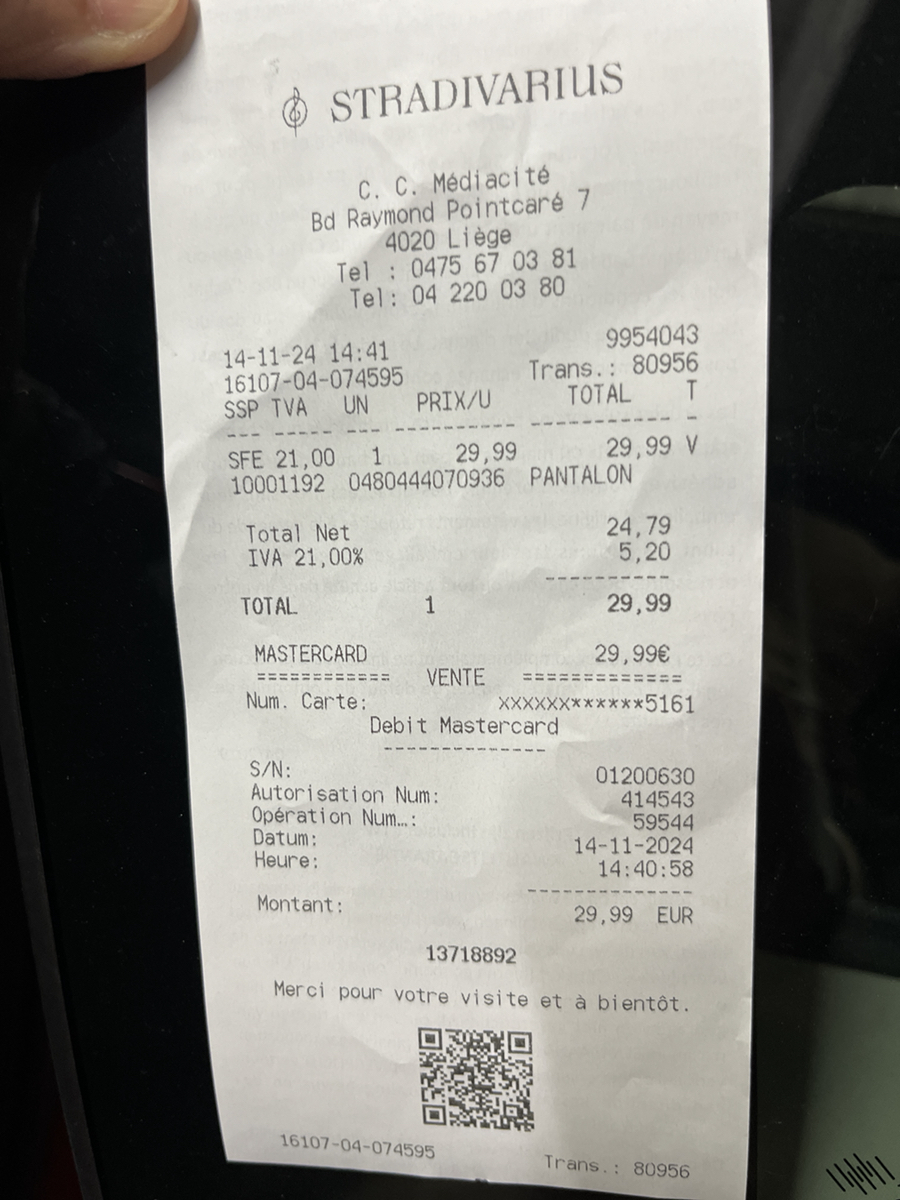 STRADIVARIUS
C. C. Médiacité
Bd Raymond Pointcaré 7
4020 Liège
Tel : 0475 67 03 81
Tel: 04 220 03 80
14-11-24 14:41 9954043
16107-04-074595 Trans.: 80956
SSP TVA UN PRIX/U TOTAL T
--- ----- --- ---------- ------------ -
SFE 21,00 1 29,99 29,99 V
10001192 0480444070936 PANTALON
Total Net 24,79
IVA 21,00% 5,20
-----------
TOTAL 1 29,99
MASTERCARD 29,99€
============ VENTE =============
Num. Carte: XXXXXX******5161
Debit Mastercard
--------------
S/N: 01200630
Autorisation Num: 414543
Opération Num…: 59544
Datum: 14-11-2024
Heure: 14:40:58
--------------
Montant: 29,99 EUR
13718892
Merci pour votre visite et à bientôt.
16107-04-074595 Trans.: 80956